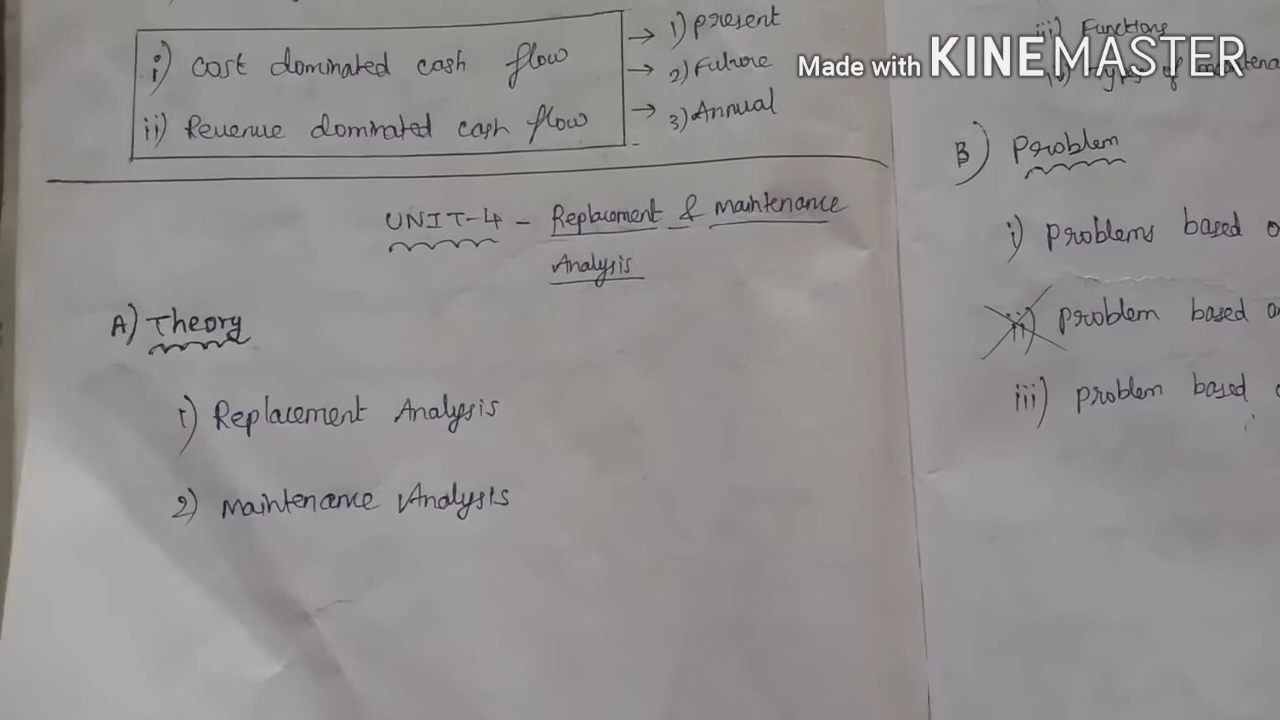 i) Cost dominated cash flow
ii) Revenue dominated cash flow
→ 1) Present
→ 2) Future
→ 3) Annual
UNIT-4 - Replacement & maintenance
Analysis
A) Theory
1) Replacement Analysis
2) Maintenance Analysis
iii) Functions
Made with KINEMASTER
B) Problem
i) Problems based
ii) Problem based
iii) Problem based